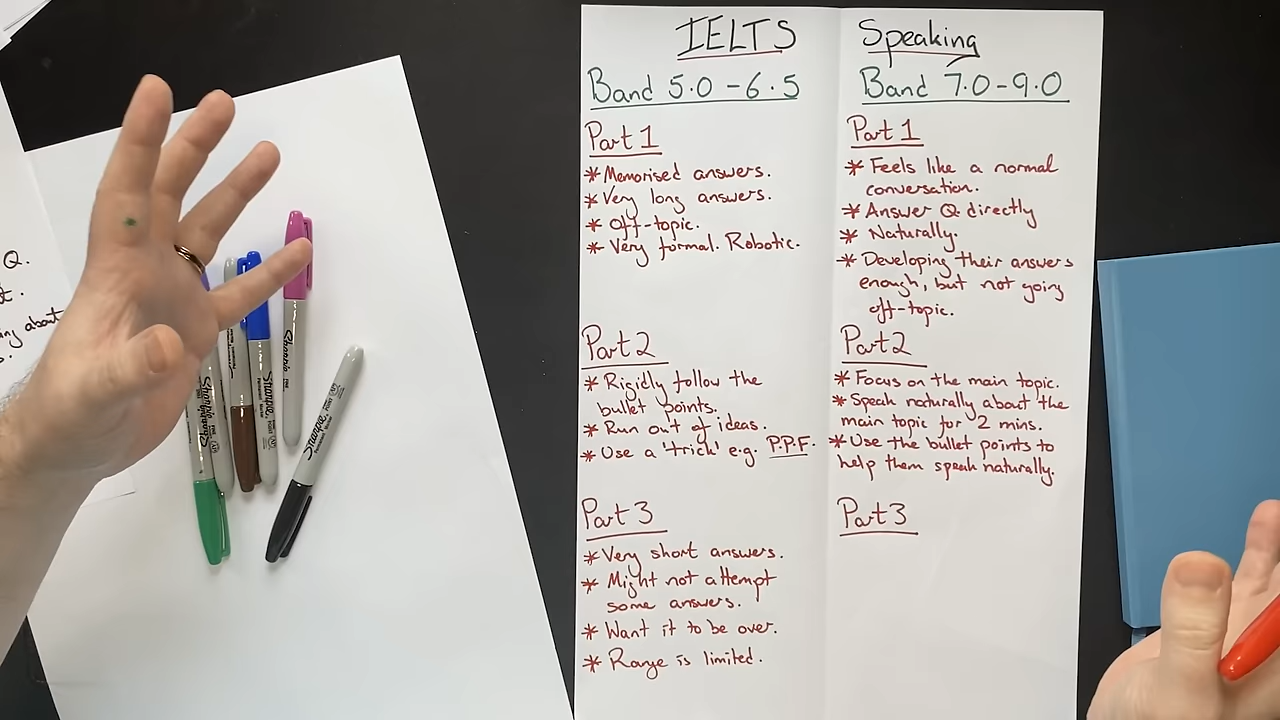 IELTS Speaking
Band 5.0 - 6.5
Part 1
* Memorised answers.
* Very long answers.
* Off-topic.
* Very formal. Robotic.
Part 2
* Rigidly follow the
bullet points.
* Run out of ideas.
* Use a 'trick' e.g. P.P.F.
Part 3
* Very short answers.
* Might not attempt
some answers.
* Want it to be over.
* Range is limited.
Band 7.0 - 9.0
Part 1
* Feels like a normal
conversation.
* Answer Q. directly
* Naturally.
* Developing their answers
enough, but not going
off-topic.
Part 2
* Focus on the main topic.
* Speak naturally about the
main topic for 2 mins.
* Use the bullet points to
help them speak naturally.
Part 3
Q.
about
Sharpie
Sharpie
Sharpie
Sharpie